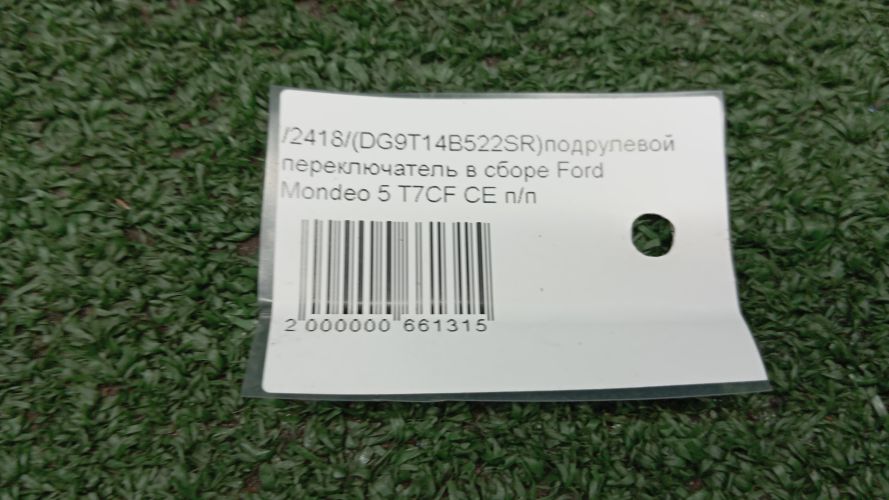 /2418/(DG9T14B522SR)подрулевой
переключатель в сборе Ford
Mondeo 5 T7CF CE п/п
2 000000 661315